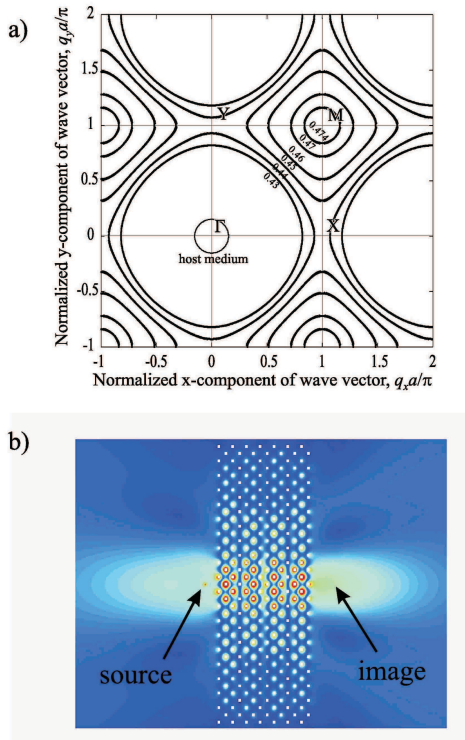 a)
Normalized y-component of wave vector, qya/π
2
1.5
1
0.5
0
-0.5
-1
Y
M
0.474
0.47
0.46
0.45
0.44
0.43
Γ
X
host medium
-1 -0.5 0 0.5 1 1.5 2
Normalized x-component of wave vector, qxa/π
b)
source
image